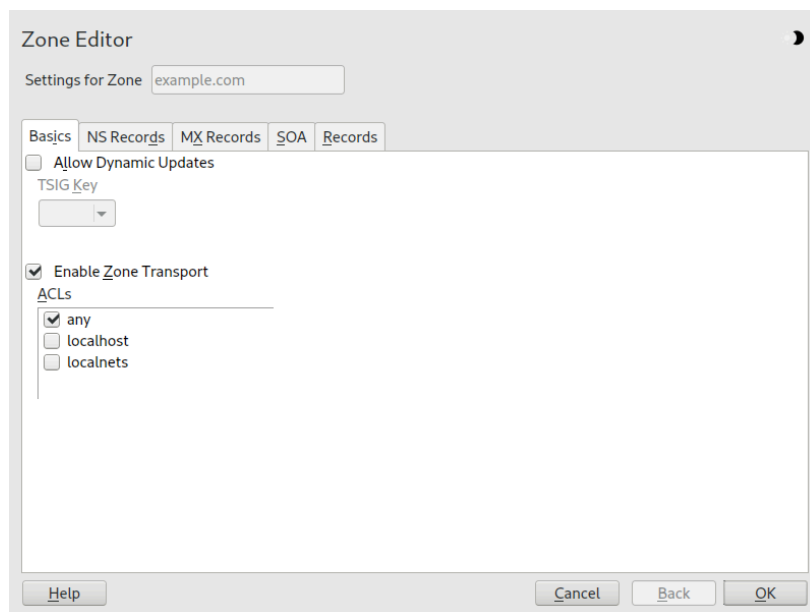 Zone Editor
Settings for Zone example.com
Basics NS Records MX Records SOA Records
Allow Dynamic Updates
TSIG Key
Enable Zone Transport
ACLs
any
localhost
localnets
Help Cancel Back OK